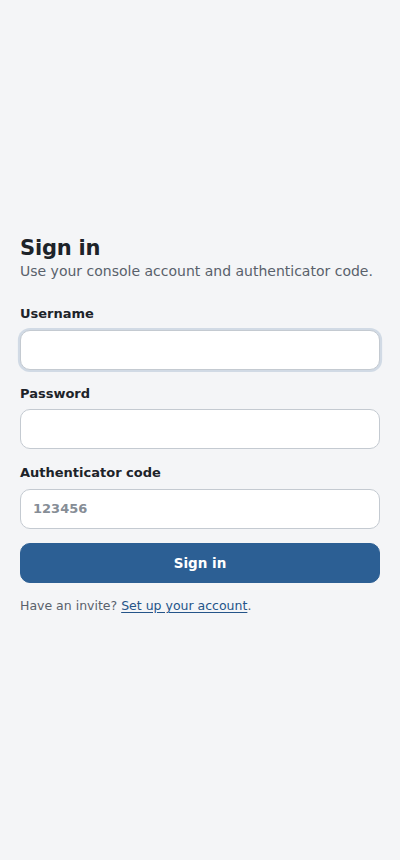 Sign in
Use your console account and authenticator code.
Username
Password
Authenticator code
123456
Sign in
Have an invite? Set up your account.